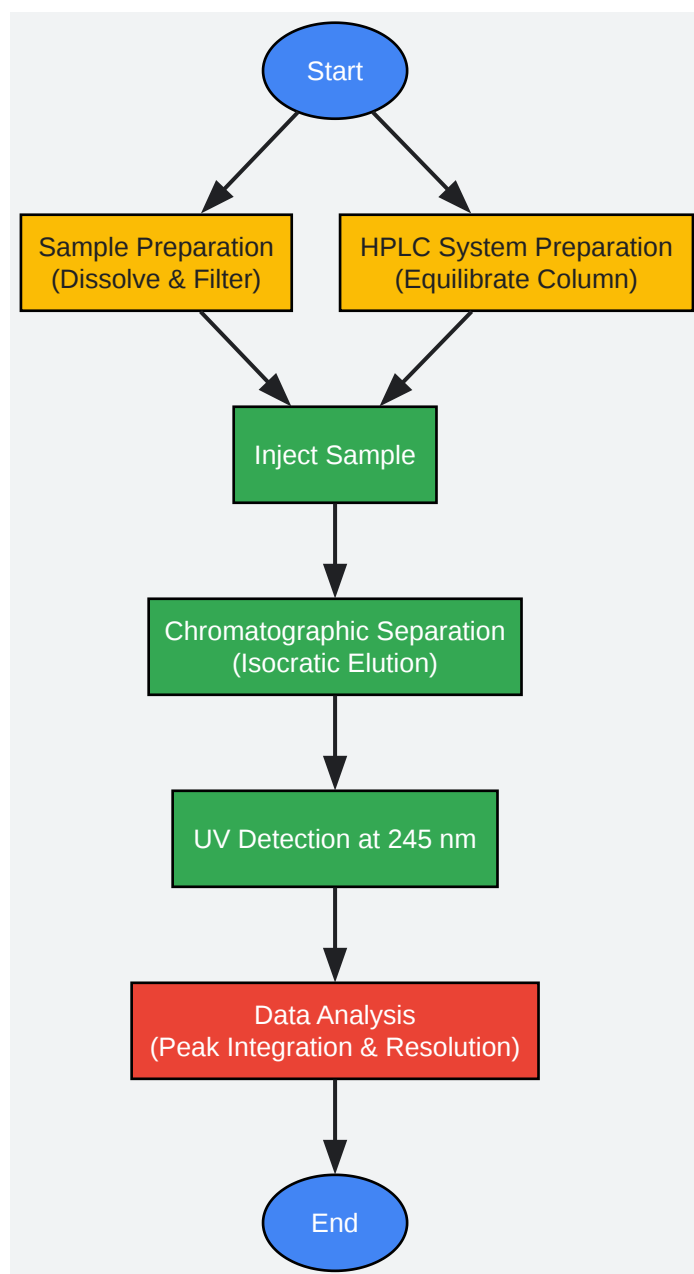 Start
Sample Preparation
(Dissolve & Filter)
HPLC System Preparation
(Equilibrate Column)
Inject Sample
Chromatographic Separation
(Isocratic Elution)
UV Detection at 245 nm
Data Analysis
(Peak Integration & Resolution)
End